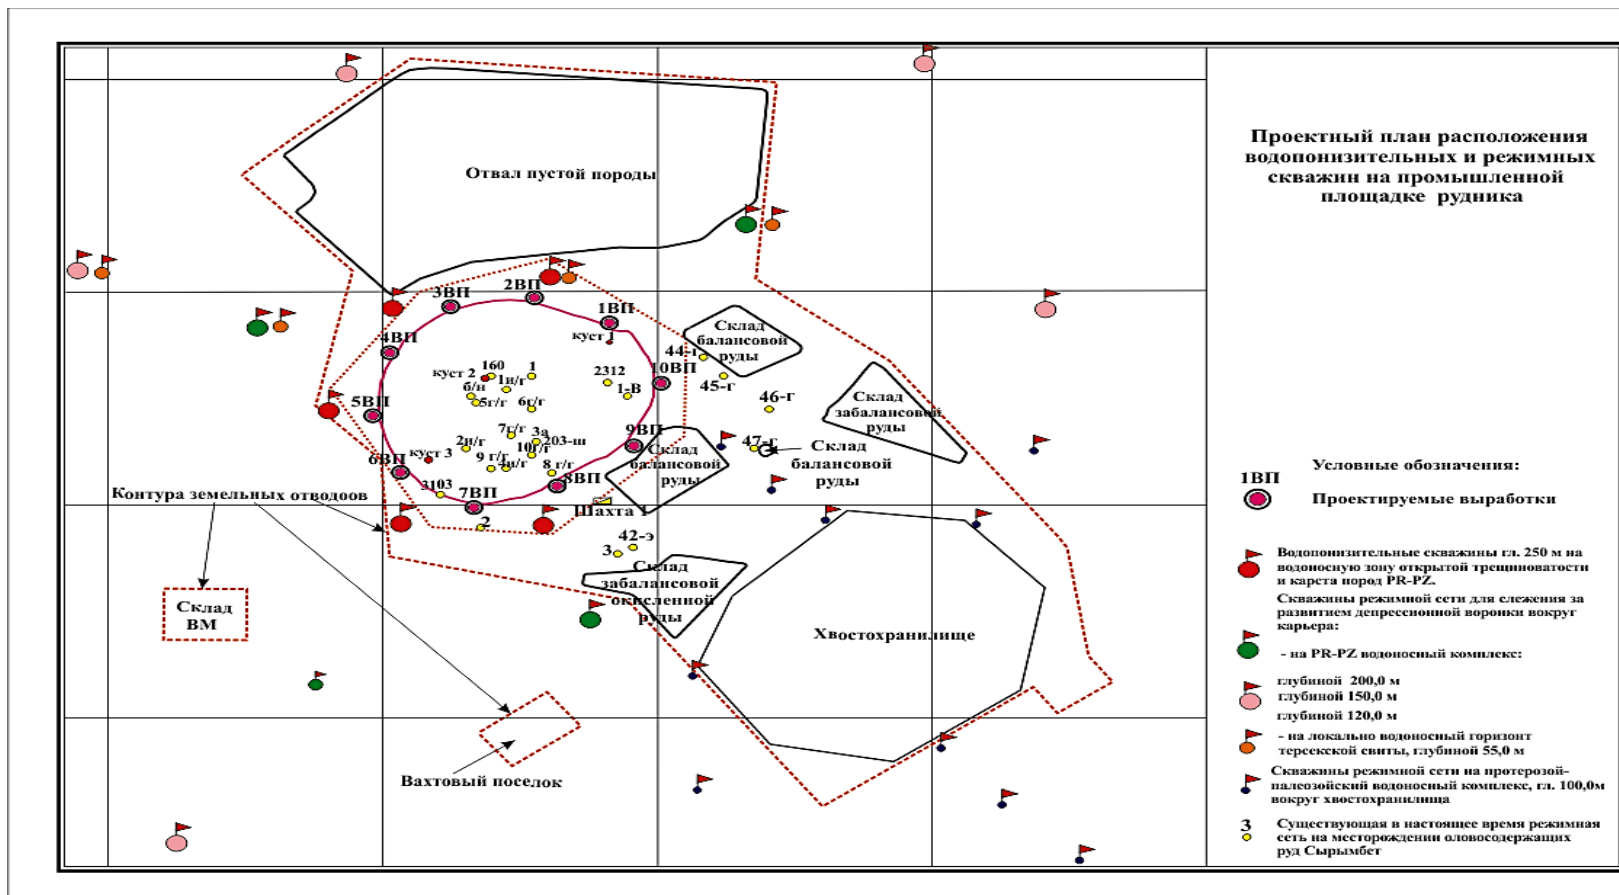 Проектный план расположения
водопонизительных и режимных
скважин на промышленной
площадке рудника
Отвал пустой породы
3ВП
2ВП
1ВП
куст 1
4ВП
Склад
балансовой
руды
44-г
10ВП
45-г
куст 2
160
1
1и/г
б/н
5г/г
6г/г
2312
1-В
46-г
Склад
забалансовой
руды
5ВП
7г/г
3а
2и/г
203-ш
10г/г
9 г/г
4и/г
8 г/г
куст 3
9ВП
Склад
балансовой
руды
47-г
Склад
балансовой
руды
6ВП
3103
7ВП
8ВП
Контура земельных отводоов
Шахта 1
2
42-э
3
Склад
забалансовой
окисленной
руды
Склад
ВМ
Хвостохранилище
Вахтовый поселок
Условные обозначения:
1ВП
Проектируемые выработки
Водопонизительные скважины гл. 250 м на
водоносную зону открытой трещиноватости
и карста пород PR-PZ.
Скважины режимной сети для слежения за
развитием депрессионной воронки вокруг
карьера:
- на PR-PZ водоносный комплекс:
глубиной 200,0 м
глубиной 150,0 м
глубиной 120,0 м
- на локально водоносный горизонт
терсекской свиты, глубиной 55,0 м
Скважины режимной сети на протерозой-
палеозойский водоносный комплекс, гл. 100,0м
вокруг хвостохранилища
3
Существующая в настоящее время режимная
сеть на месторождении оловосодержащих
руд Сырымбет